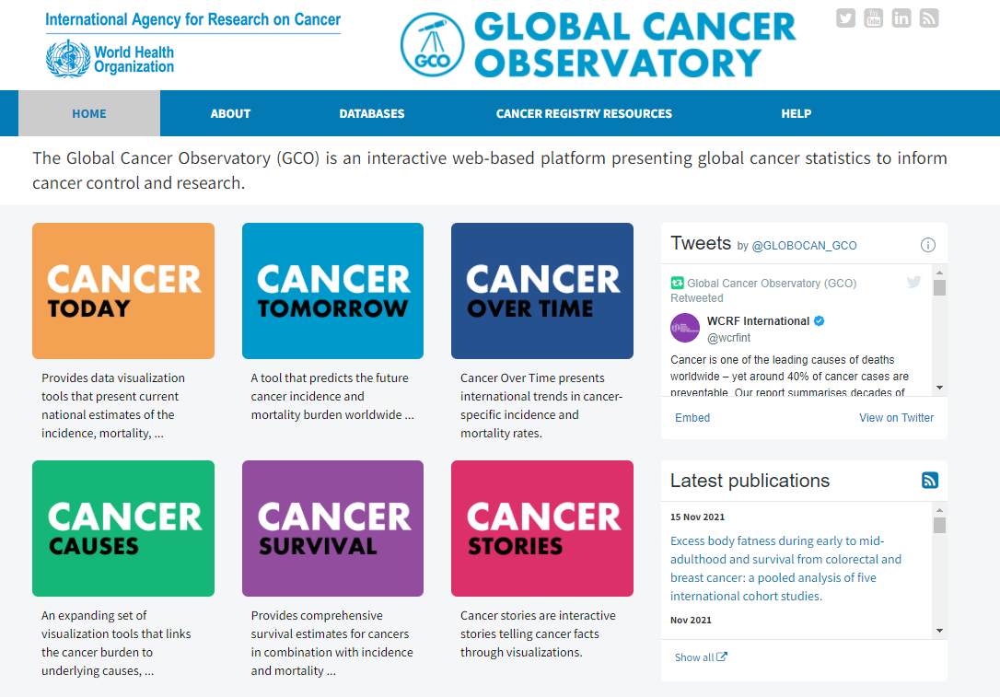 International Agency for Research on Cancer
World Health
Organization
GCO
GLOBAL CANCER
OBSERVATORY
You
Tube
in
HOME
ABOUT
DATABASES
CANCER REGISTRY RESOURCES
HELP
The Global Cancer Observatory (GCO) is an interactive web-based platform presenting global cancer statistics to inform
cancer control and research.
CANCER
TODAY
Provides data visualization
tools that present current
national estimates of the
incidence, mortality, ...
CANCER
TOMORROW
A tool that predicts the future
cancer incidence and
mortality burden worldwide ...
CANCER
OVER TIME
Cancer Over Time presents
international trends in cancer-
specific incidence and
mortality rates.
CANCER
CAUSES
An expanding set of
visualization tools that links
the cancer burden to
underlying causes, ...
CANCER
SURVIVAL
Provides comprehensive
survival estimates for cancers
in combination with incidence
and mortality ...
CANCER
STORIES
Cancer stories are interactive
stories telling cancer facts
through visualizations.
Tweets by @GLOBOCAN_GCO
Global Cancer Observatory (GCO)
Retweeted
WCRF International
@wcrfint
Cancer is one of the leading causes of deaths
worldwide – yet around 40% of cancer cases are
preventable. Our report summarises decades of
Embed
View on Twitter
Latest publications
15 Nov 2021
Excess body fatness during early to mid-
adulthood and survival from colorectal and
breast cancer: a pooled analysis of five
international cohort studies.
Nov 2021
Show all